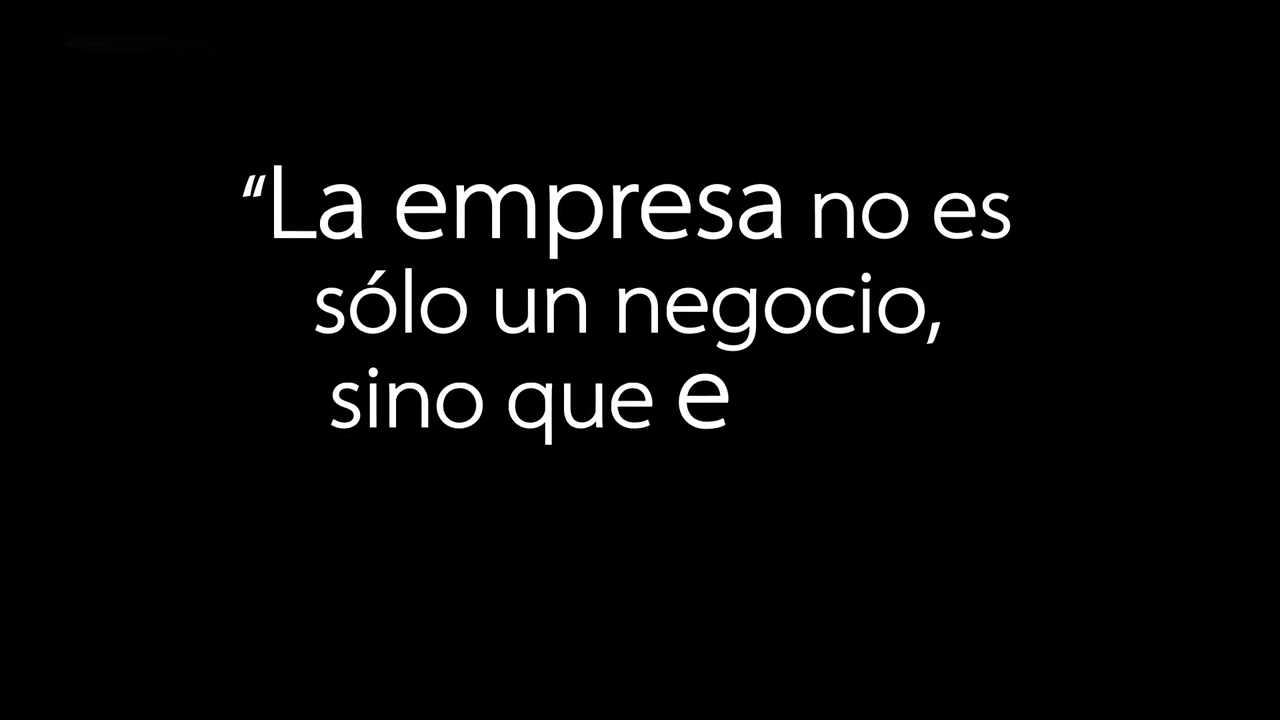 “La empresa no es
sólo un negocio,
sino que e